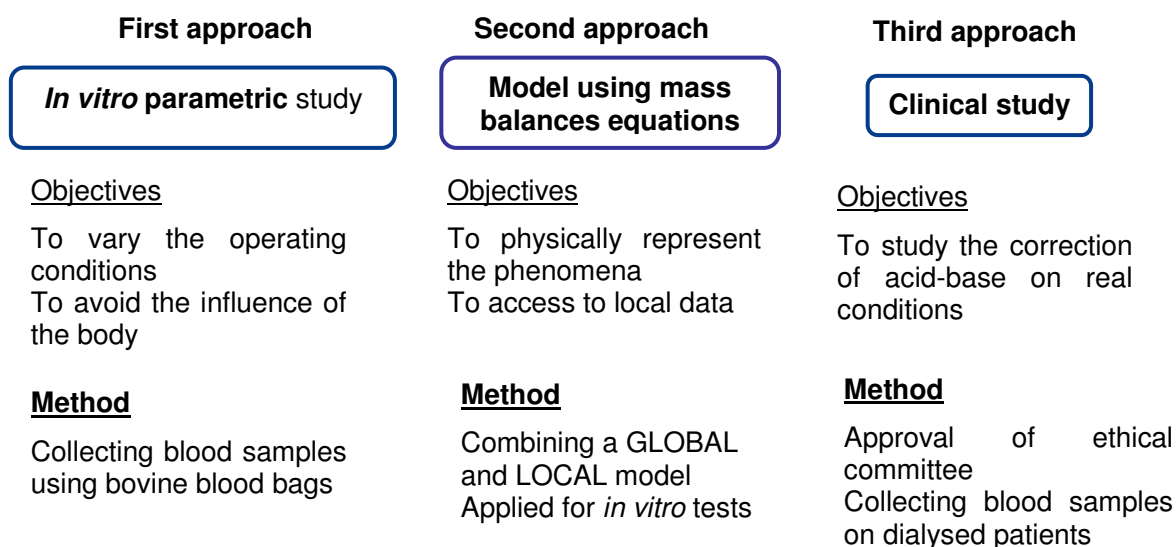 First approach
In vitro parametric study
Objectives
To vary the operating
conditions
To avoid the influence of
the body
Method
Collecting blood samples
using bovine blood bags
Second approach
Model using mass
balances equations
Objectives
To physically represent
the phenomena
To access to local data
Method
Combining a GLOBAL
and LOCAL model
Applied for in vitro tests
Third approach
Clinical study
Objectives
To study the correction
of acid-base on real
conditions
Method
Approval of ethical
committee
Collecting blood samples
on dialysed patients